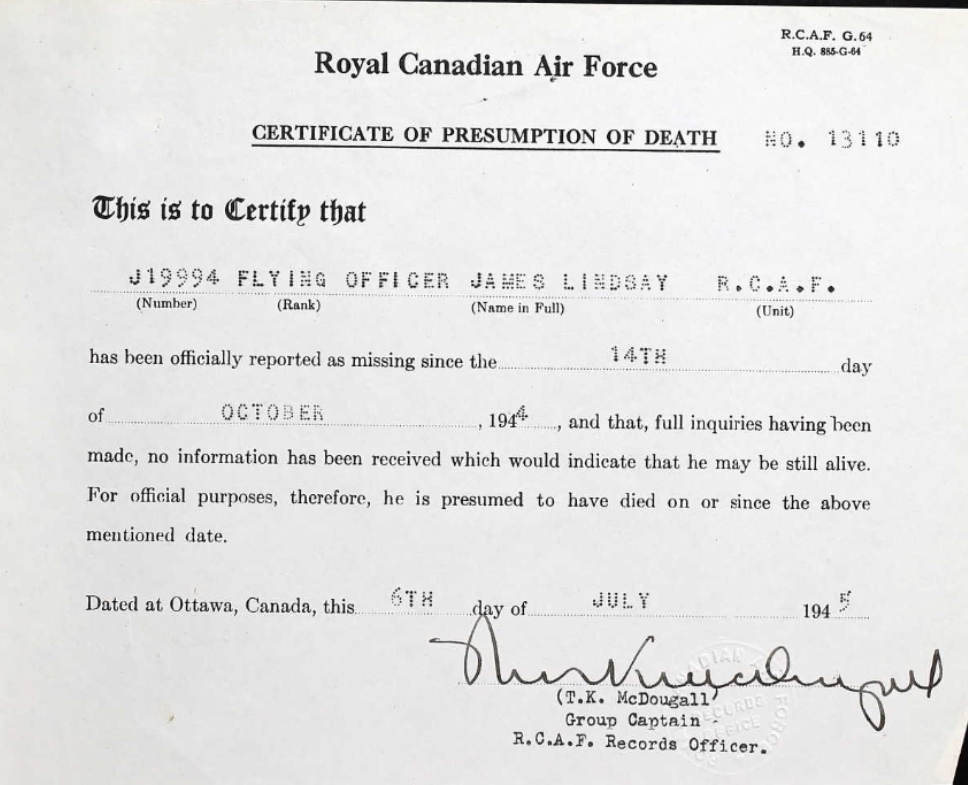 R.C.A.F. G.64
H.Q. 885-G-64
Royal Canadian Air Force
CERTIFICATE OF PRESUMPTION OF DEATH NO. 13110
This is to Certify that
J19994 FLYING OFFICER JAMES LINDSAY R.C.A.F.
(Number) (Rank) (Name in Full) (Unit)
has been officially reported as missing since the 14TH day
of OCTOBER, 1944, and that, full inquiries having been
made, no information has been received which would indicate that he may be still alive.
For official purposes, therefore, he is presumed to have died on or since the above
mentioned date.
Dated at Ottawa, Canada, this 6TH day of JULY 1945
(T.K. McDougall)
Group Captain -
R.C.A.F. Records Officer.